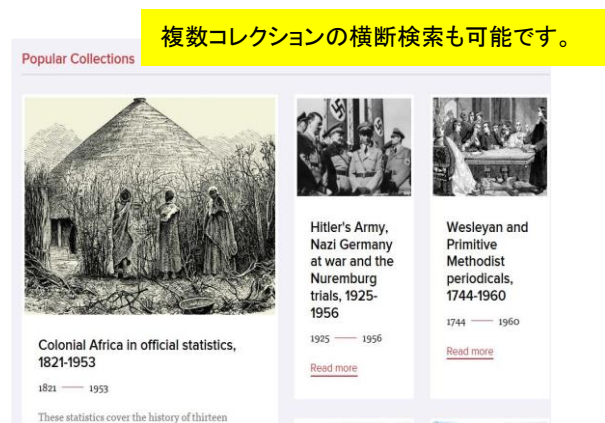 複数コレクションの横断検索も可能です。
Popular Collections
Colonial Africa in official statistics,
1821-1953
1821 — 1953
These statistics cover the history of thirteen
Hitler's Army,
Nazi Germany
at war and the
Nuremburg
trials, 1925-
1956
1925 — 1956
Read more
Wesleyan and
Primitive
Methodist
periodicals,
1744-1960
1744 — 1960
Read more